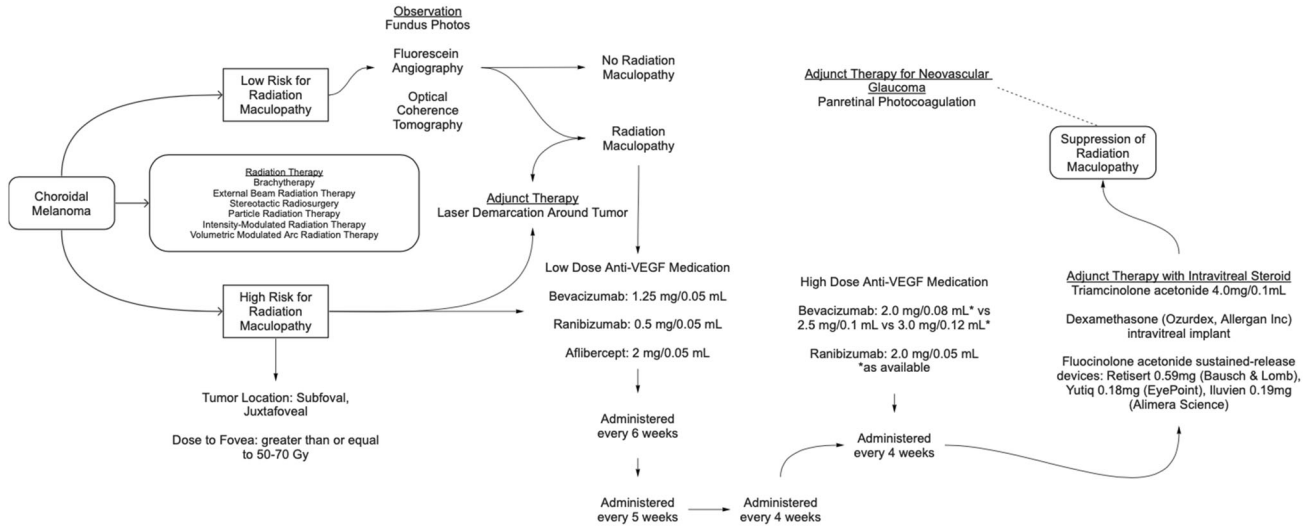 Choroidal
Melanoma
Low Risk for
Radiation
Maculopathy
Radiation Therapy
Brachytherapy
External Beam Radiation Therapy
Stereotactic Radiosurgery
Particle Radiation Therapy
Intensity-Modulated Radiation Therapy
Volumetric Modulated Arc Radiation Therapy
High Risk for
Radiation
Maculopathy
Tumor Location: Subfoval,
Juxtafoveal
Dose to Fovea: greater than or equal
to 50-70 Gy
Observation
Fundus Photos
Fluorescein
Angiography
Optical
Coherence
Tomography
No Radiation
Maculopathy
Radiation
Maculopathy
Adjunct Therapy
Laser Demarcation Around Tumor
Low Dose Anti-VEGF Medication
Bevacizumab: 1.25 mg/0.05 mL
Ranibizumab: 0.5 mg/0.05 mL
Aflibercept: 2 mg/0.05 mL
Administered
every 6 weeks
Administered
every 5 weeks
Administered
every 4 weeks
High Dose Anti-VEGF Medication
Bevacizumab: 2.0 mg/0.08 mL* vs
2.5 mg/0.1 mL vs 3.0 mg/0.12 mL*
Ranibizumab: 2.0 mg/0.05 mL
*as available
Administered
every 4 weeks
Adjunct Therapy with Intravitreal Steroid
Triamcinolone acetonide 4.0mg/0.1mL
Dexamethasone (Ozurdex, Allergan Inc)
intravitreal implant
Fluocinolone acetonide sustained-release
devices: Retisert 0.59mg (Bausch & Lomb),
Yutiq 0.18mg (EyePoint), Iluvien 0.19mg
(Alimera Science)
Suppression of
Radiation
Maculopathy
Adjunct Therapy for Neovascular
Glaucoma
Panretinal Photocoagulation